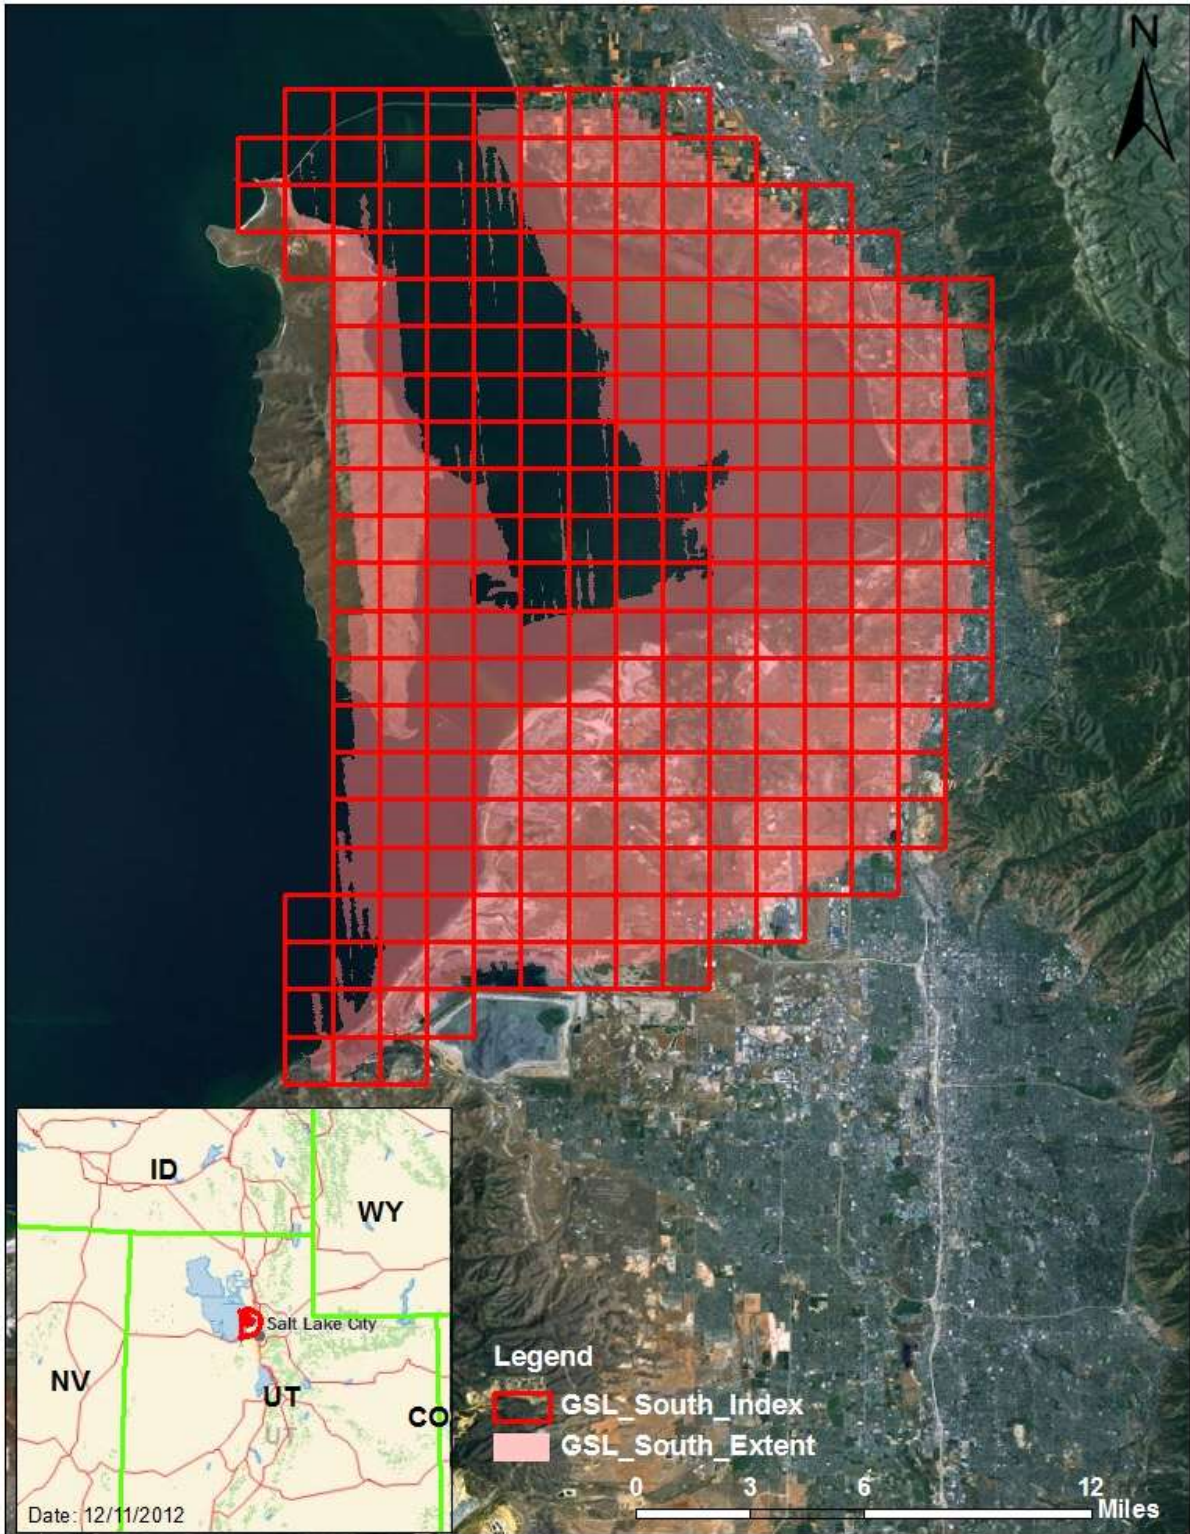 N
ID
WY
Salt Lake City
NV
UT
UT
CO
Date: 12/11/2012
Legend
GSL_South_Index
GSL_South_Extent
0 3 6 12
Miles